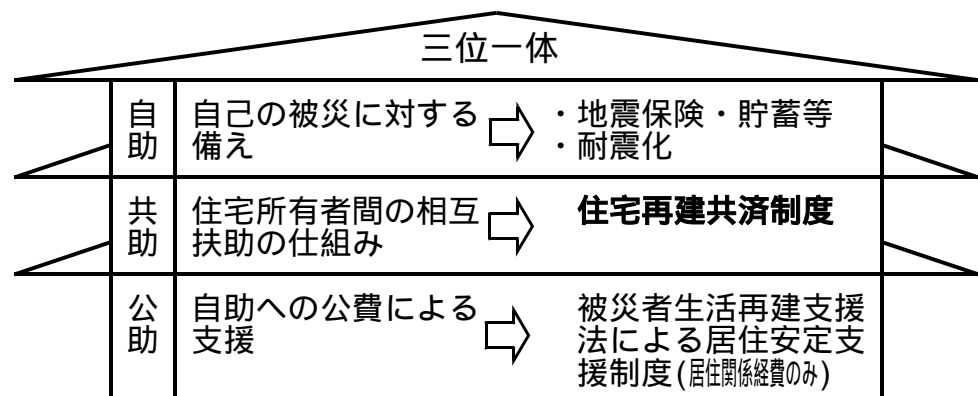 三位一体
自助
自己の被災に対する
備え
・地震保険・貯蓄等
・耐震化
共助
住宅所有者間の相互
扶助の仕組み
住宅再建共済制度
公助
自助への公費による
支援
被災者生活再建支援
法による居住安定支
援制度(居住関係経費のみ)